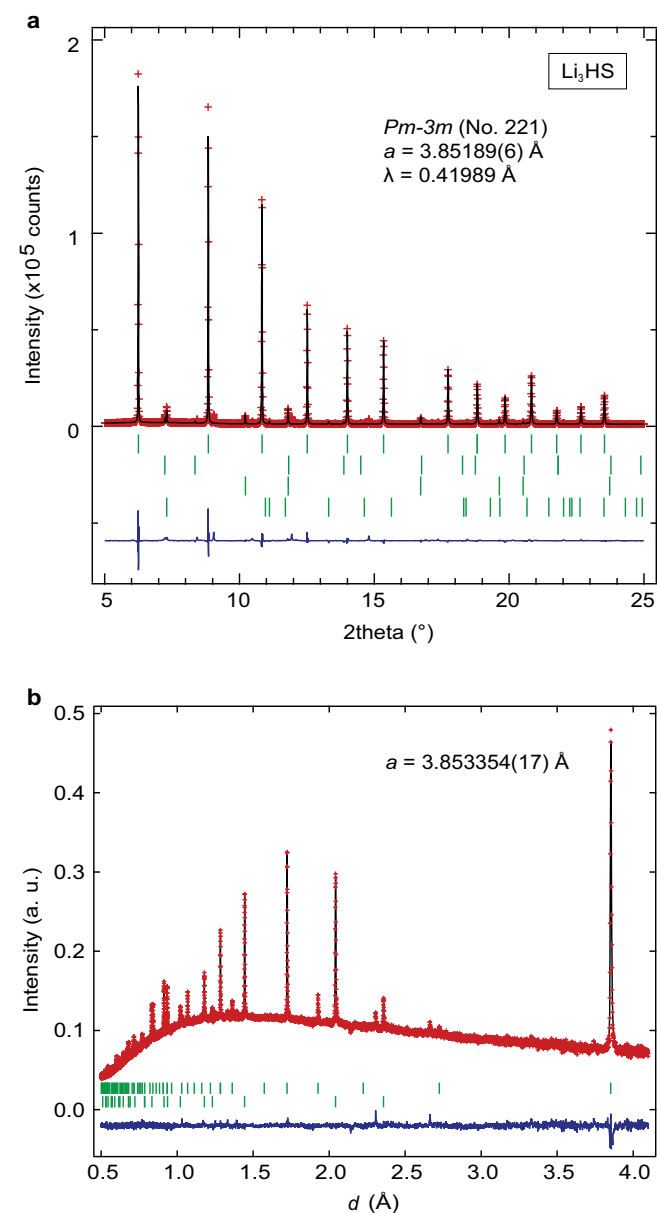 a
Li₃HS
Pm-3m (No. 221)
a = 3.85189(6) Å
λ = 0.41989 Å
Intensity (x10⁵ counts)
2
1
0
5 10 15 20 25
2theta (°)
b
a = 3.853354(17) Å
Intensity (a. u.)
0.5
0.4
0.3
0.2
0.1
0.0
0.5 1.0 1.5 2.0 2.5 3.0 3.5 4.0
d (Å)